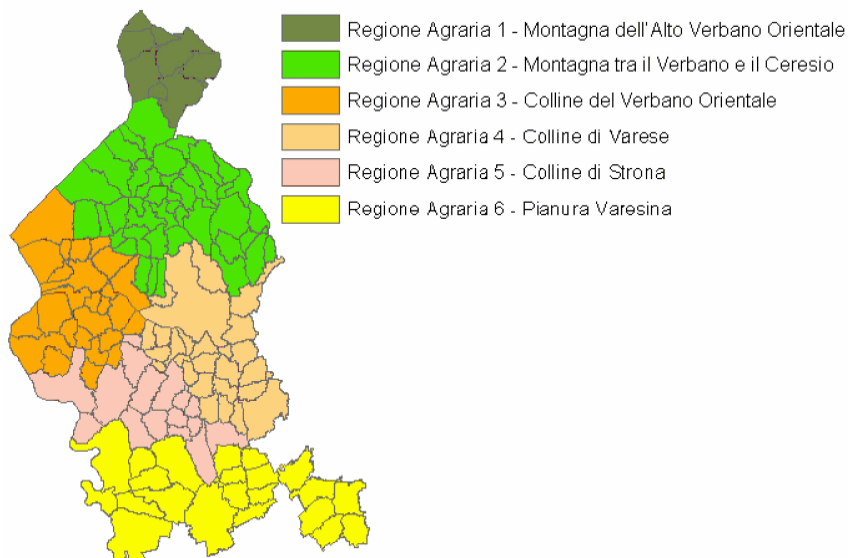 Regione Agraria 1 - Montagna dell'Alto Verbano Orientale
Regione Agraria 2 - Montagna tra il Verbano e il Ceresio
Regione Agraria 3 - Colline del Verbano Orientale
Regione Agraria 4 - Colline di Varese
Regione Agraria 5 - Colline di Strona
Regione Agraria 6 - Pianura Varesina